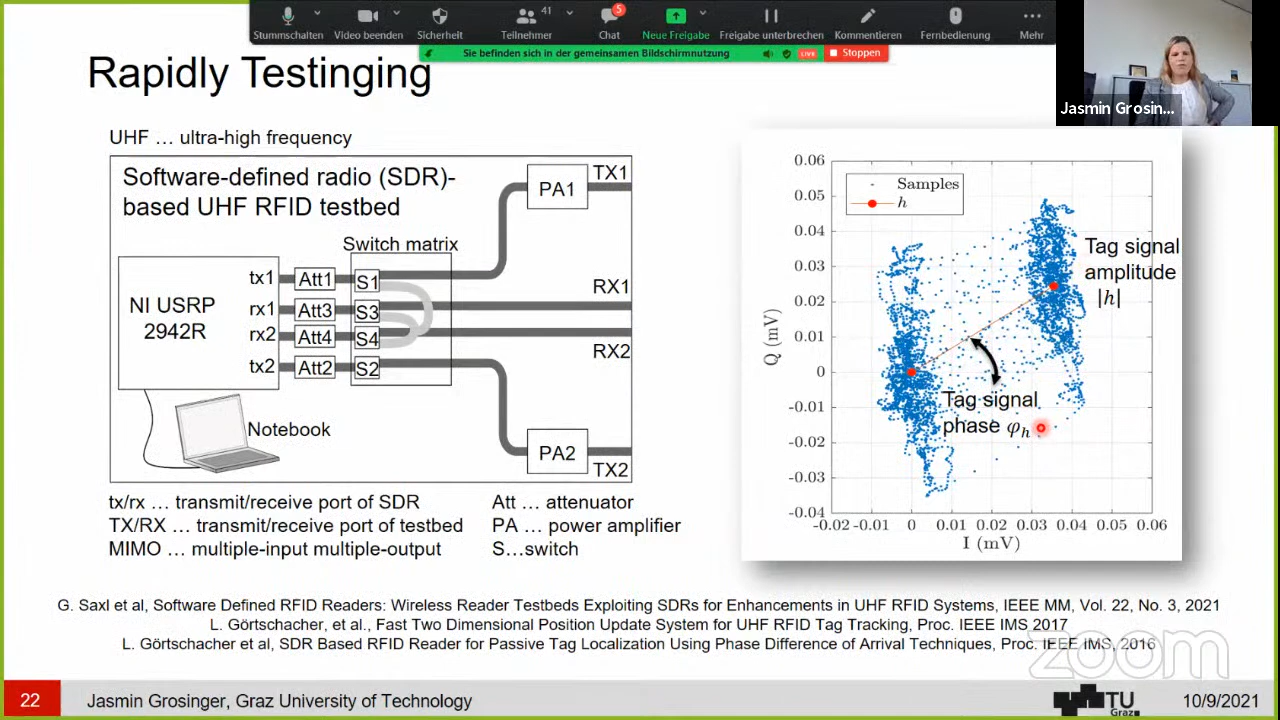 Stummschalten
Video beenden
Sicherheit
41
Teilnehmer
5
Chat
Neue Freigabe
Freigabe unterbrechen
Kommentieren
Fernbedienung
Mehr
Sie befinden sich in der gemeinsamen Bildschirmnutzung
LIVE
Stoppen
Jasmin Grosin...
Rapidly Testinging
UHF … ultra-high frequency
Software-defined radio (SDR)-
based UHF RFID testbed
Switch matrix
NI USRP
2942R
tx1
rx1
rx2
tx2
Att1
Att3
Att4
Att2
S1
S3
S4
S2
PA1
TX1
RX1
RX2
PA2
TX2
Notebook
tx/rx … transmit/receive port of SDR
TX/RX … transmit/receive port of testbed
MIMO … multiple-input multiple-output
Att … attenuator
PA … power amplifier
S…switch
0.06
0.05
0.04
0.03
0.02
0.01
0
-0.01
-0.02
-0.03
-0.04
Q (mV)
Samples
h
Tag signal
amplitude
|h|
Tag signal
phase φh
-0.02 -0.01 0 0.01 0.02 0.03 0.04 0.05 0.06
I (mV)
G. Saxl et al, Software Defined RFID Readers: Wireless Reader Testbeds Exploiting SDRs for Enhancements in UHF RFID Systems, IEEE MM, Vol. 22, No. 3, 2021
L. Görtschacher, et al., Fast Two Dimensional Position Update System for UHF RFID Tag Tracking, Proc. IEEE IMS 2017
L. Görtschacher et al, SDR Based RFID Reader for Passive Tag Localization Using Phase Difference of Arrival Techniques, Proc. IEEE IMS, 2016
zoom
22
Jasmin Grosinger, Graz University of Technology
TU
Graz
10/9/2021